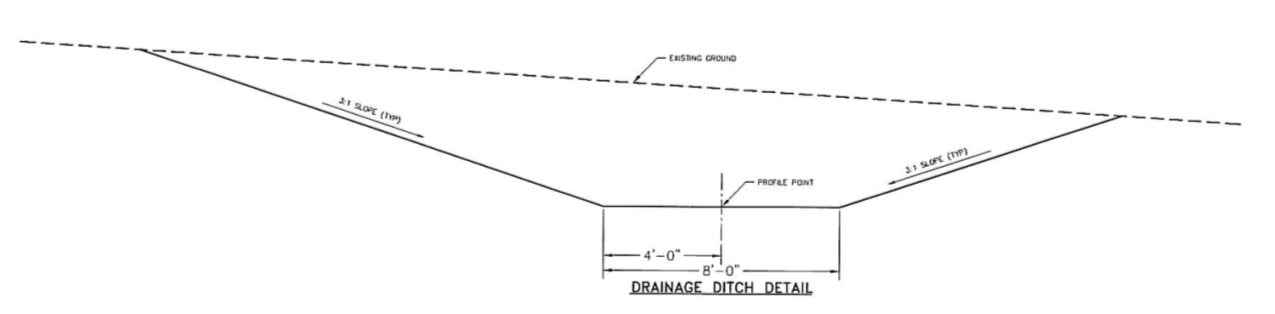 EXISTING GROUND
3:1 SLOPE (TYP)
3:1 SLOPE (TYP)
PROFILE POINT
4'-0"
8'-0"
DRAINAGE DITCH DETAIL